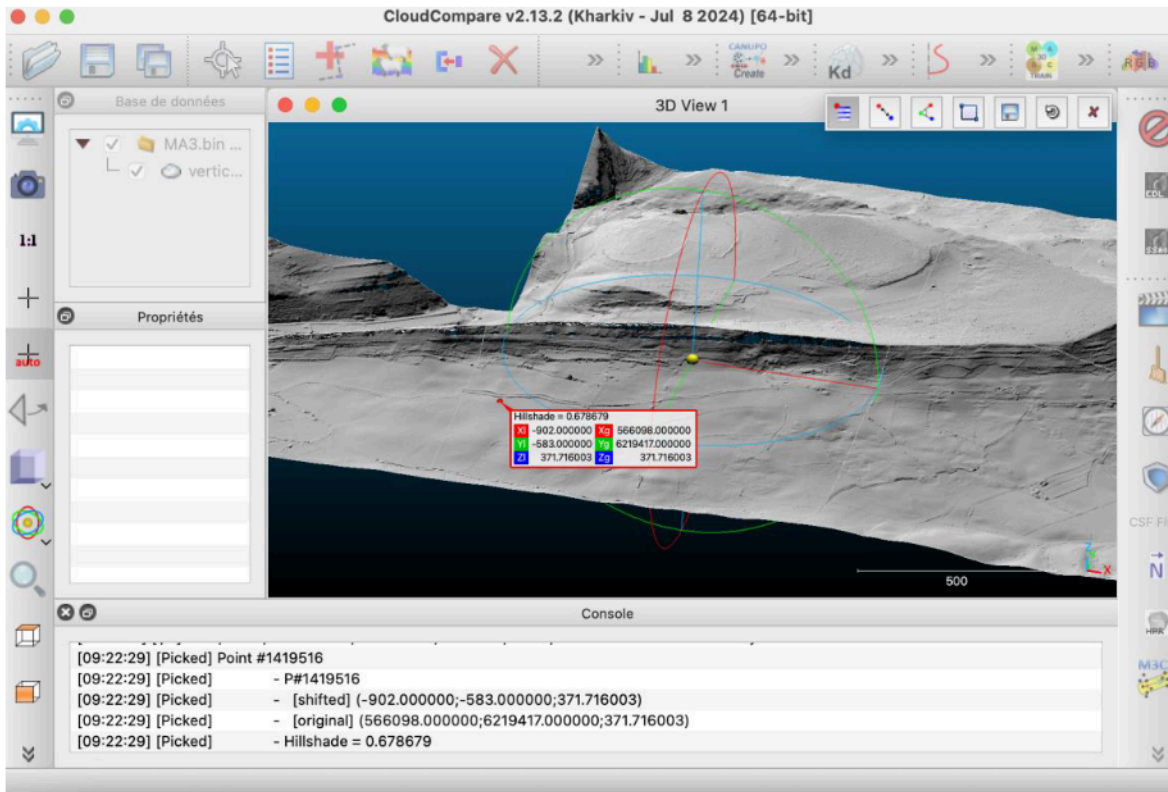 CloudCompare v2.13.2 (Kharkiv - Jul 8 2024) [64-bit]
CANUPO
Create
Kd
TRAIN
RGB
Base de données
3D View 1
MA3.bin ...
vertic...
1:1
auto
Propriétés
Hillshade = 0.678679
Xl -902.000000 Xg 566098.000000
Yl -583.000000 Yg 6219417.000000
Zl 371.716003 Zg 371.716003
CSF
Z
X
500
N
HPR
M3C
Console
[09:22:29] [Picked] Point #1419516
[09:22:29] [Picked] - P#1419516
[09:22:29] [Picked] - [shifted] (-902.000000;-583.000000;371.716003)
[09:22:29] [Picked] - [original] (566098.000000;6219417.000000;371.716003)
[09:22:29] [Picked] - Hillshade = 0.678679